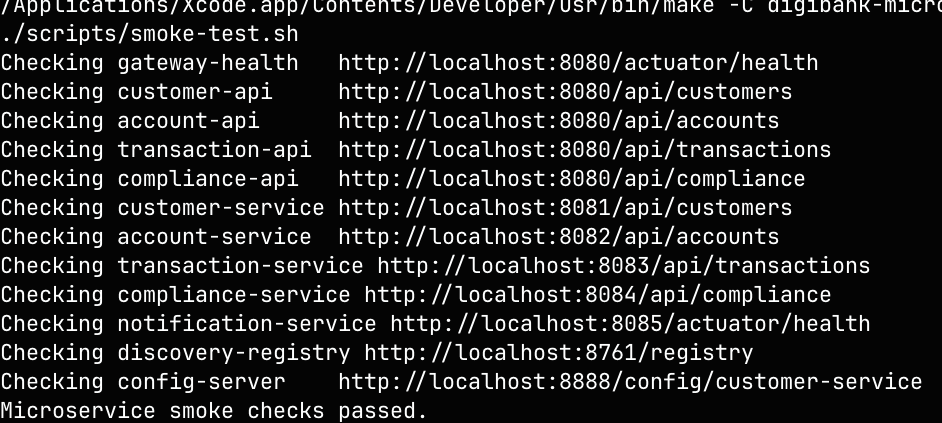 /Applications/Xcode.app/Contents/Developer/usr/bin/make -C digibank-micro
./scripts/smoke-test.sh
Checking gateway-health   http://localhost:8080/actuator/health
Checking customer-api     http://localhost:8080/api/customers
Checking account-api      http://localhost:8080/api/accounts
Checking transaction-api  http://localhost:8080/api/transactions
Checking compliance-api   http://localhost:8080/api/compliance
Checking customer-service http://localhost:8081/api/customers
Checking account-service  http://localhost:8082/api/accounts
Checking transaction-service http://localhost:8083/api/transactions
Checking compliance-service http://localhost:8084/api/compliance
Checking notification-service http://localhost:8085/actuator/health
Checking discovery-registry http://localhost:8761/registry
Checking config-server    http://localhost:8888/config/customer-service
Microservice smoke checks passed.